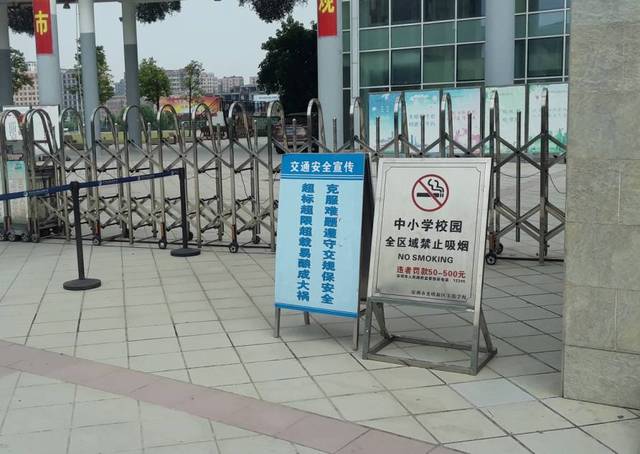 市
交通安全宣传
克服难题遵守交规保安全
超标超限超载易酿成大祸
中小学校园
全区域禁止吸烟
NO SMOKING
违者罚款50-500元